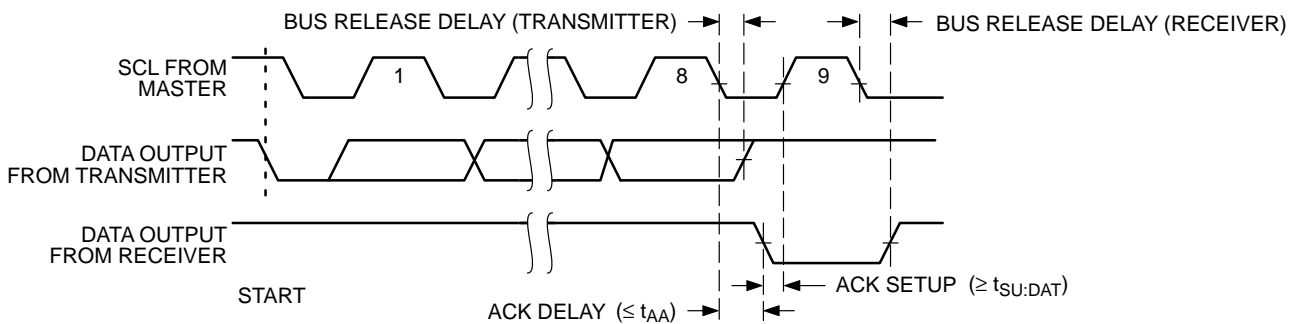 BUS RELEASE DELAY (TRANSMITTER)
BUS RELEASE DELAY (RECEIVER)
SCL FROM
MASTER
1
8
9
DATA OUTPUT
FROM TRANSMITTER
DATA OUTPUT
FROM RECEIVER
START
ACK SETUP (≥ tSU:DAT)
ACK DELAY (≤ tAA)